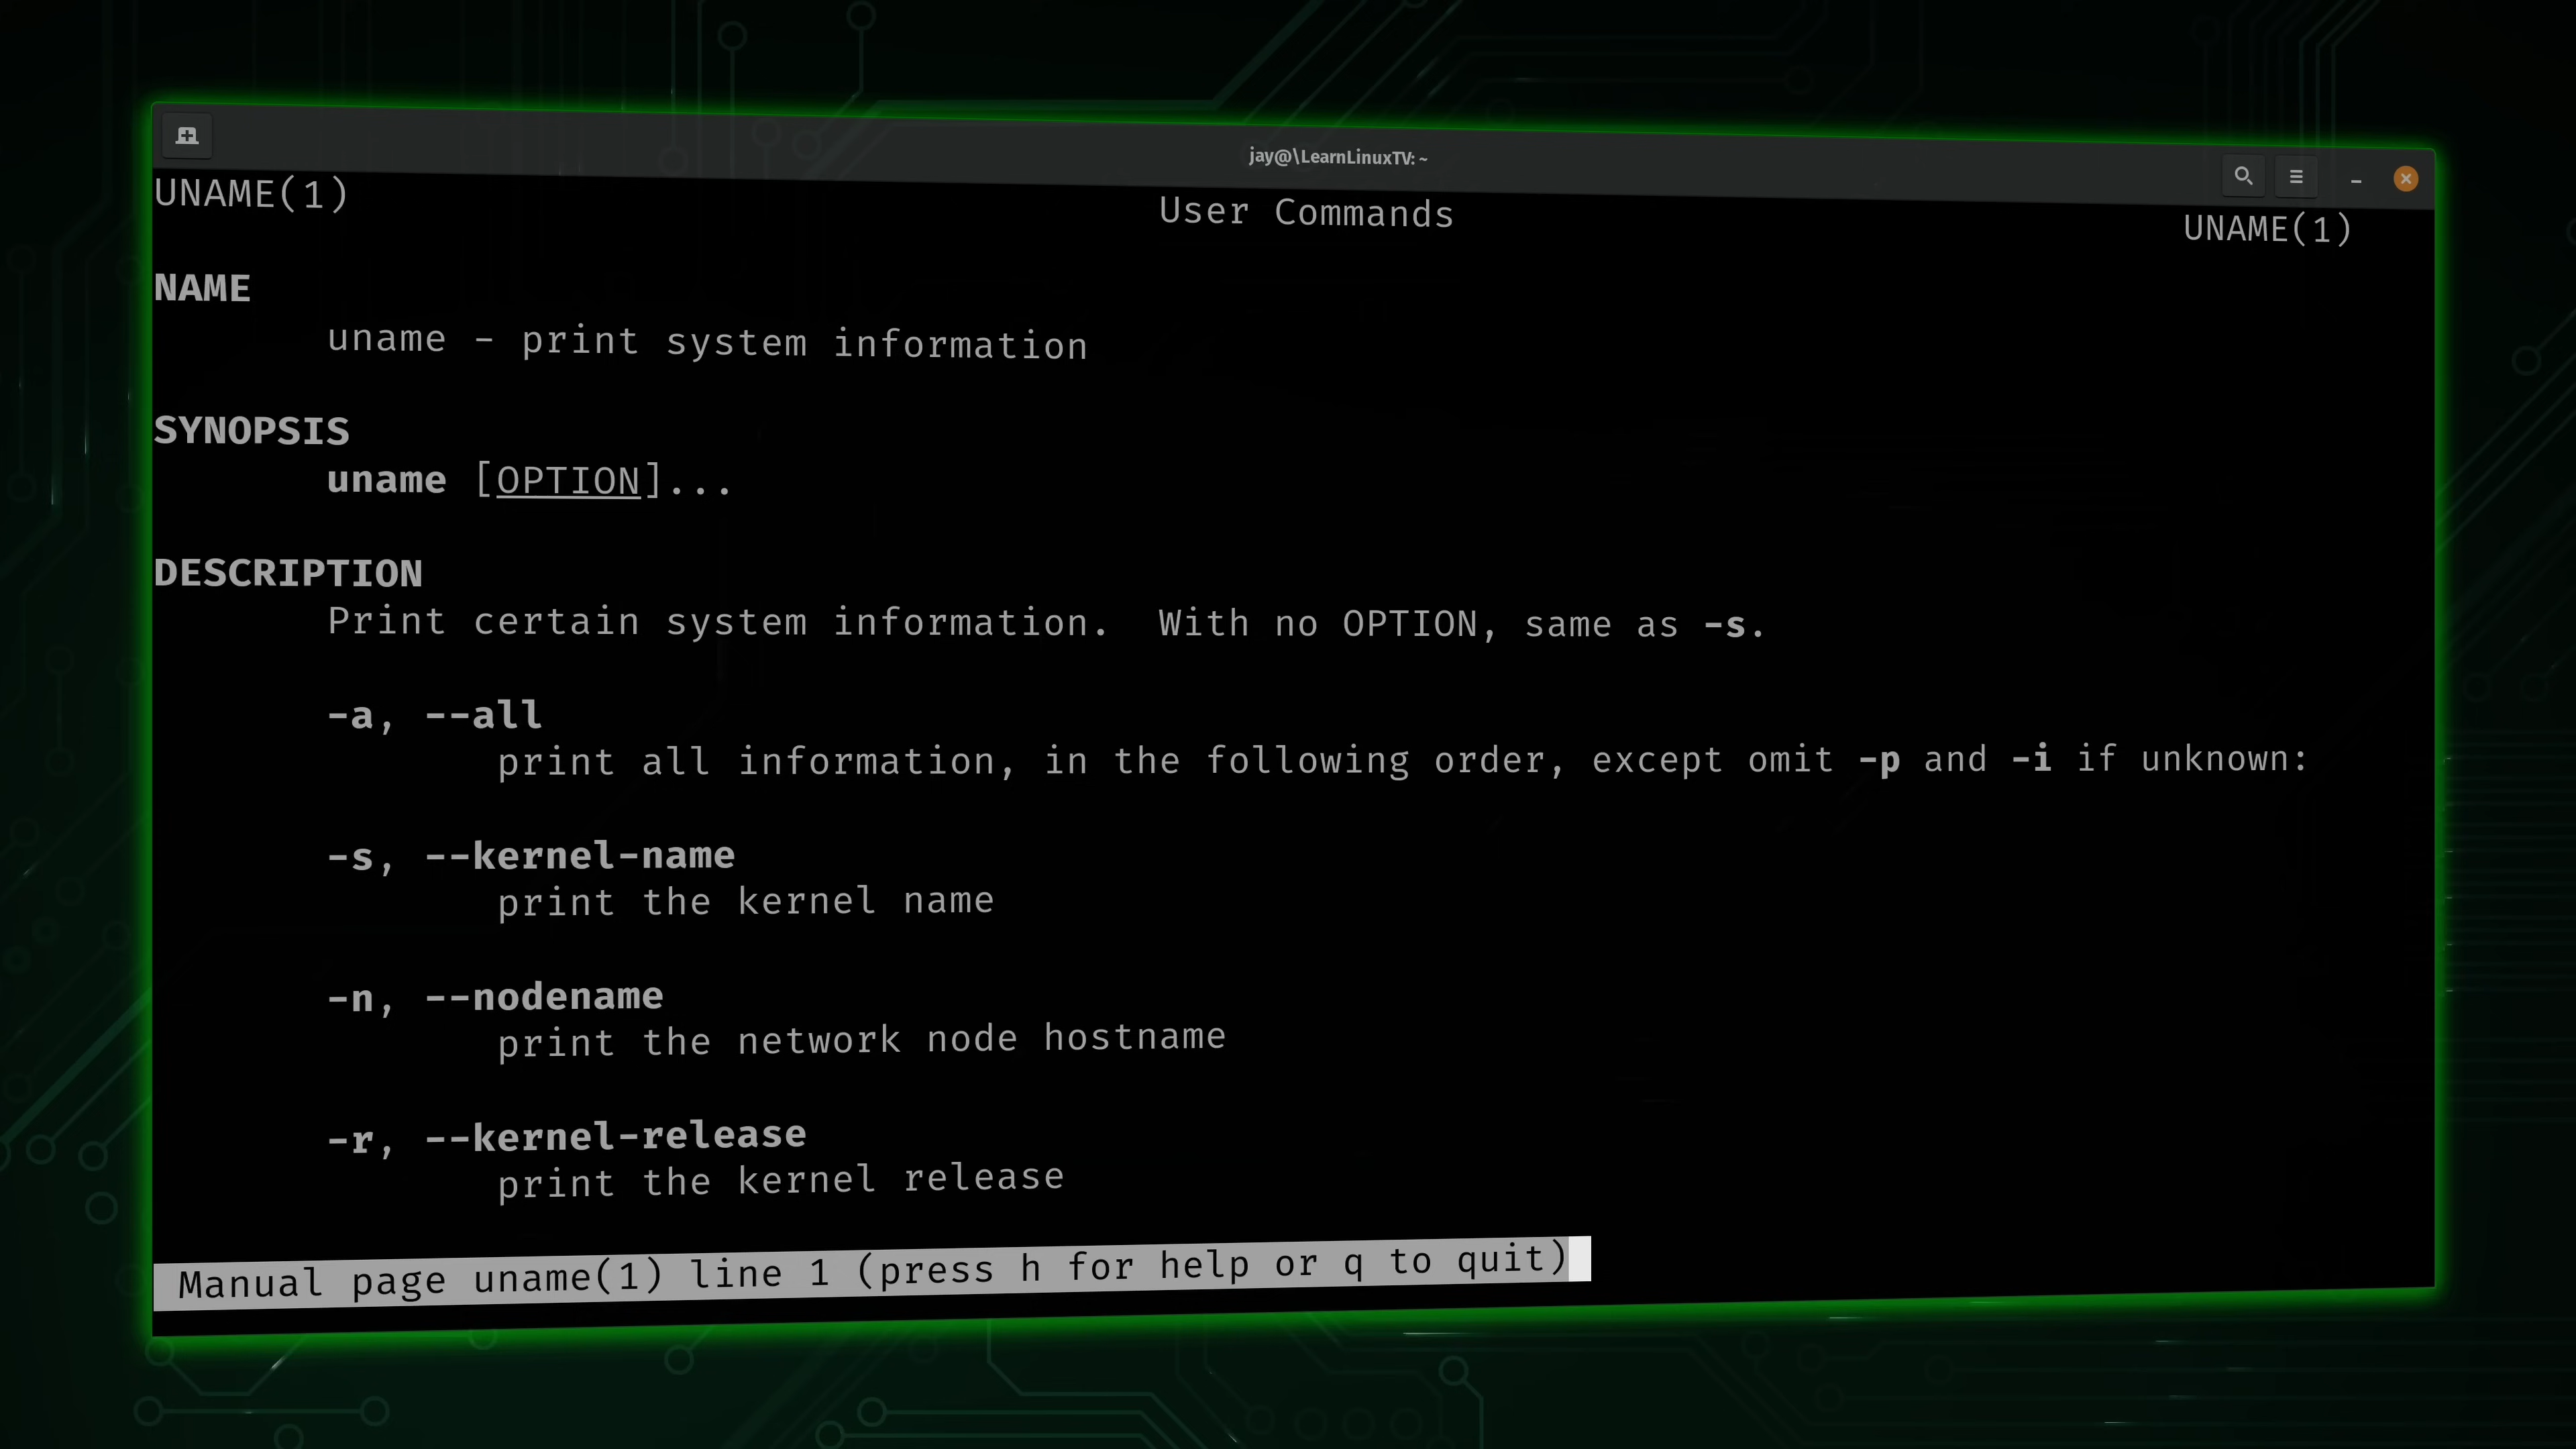 jay@\LearnLinuxTV: ~
UNAME(1) User Commands UNAME(1)
NAME
uname - print system information
SYNOPSIS
uname [OPTION]...
DESCRIPTION
Print certain system information.  With no OPTION, same as -s.
-a, --all
print all information, in the following order, except omit -p and -i if unknown:
-s, --kernel-name
print the kernel name
-n, --nodename
print the network node hostname
-r, --kernel-release
print the kernel release
Manual page uname(1) line 1 (press h for help or q to quit)